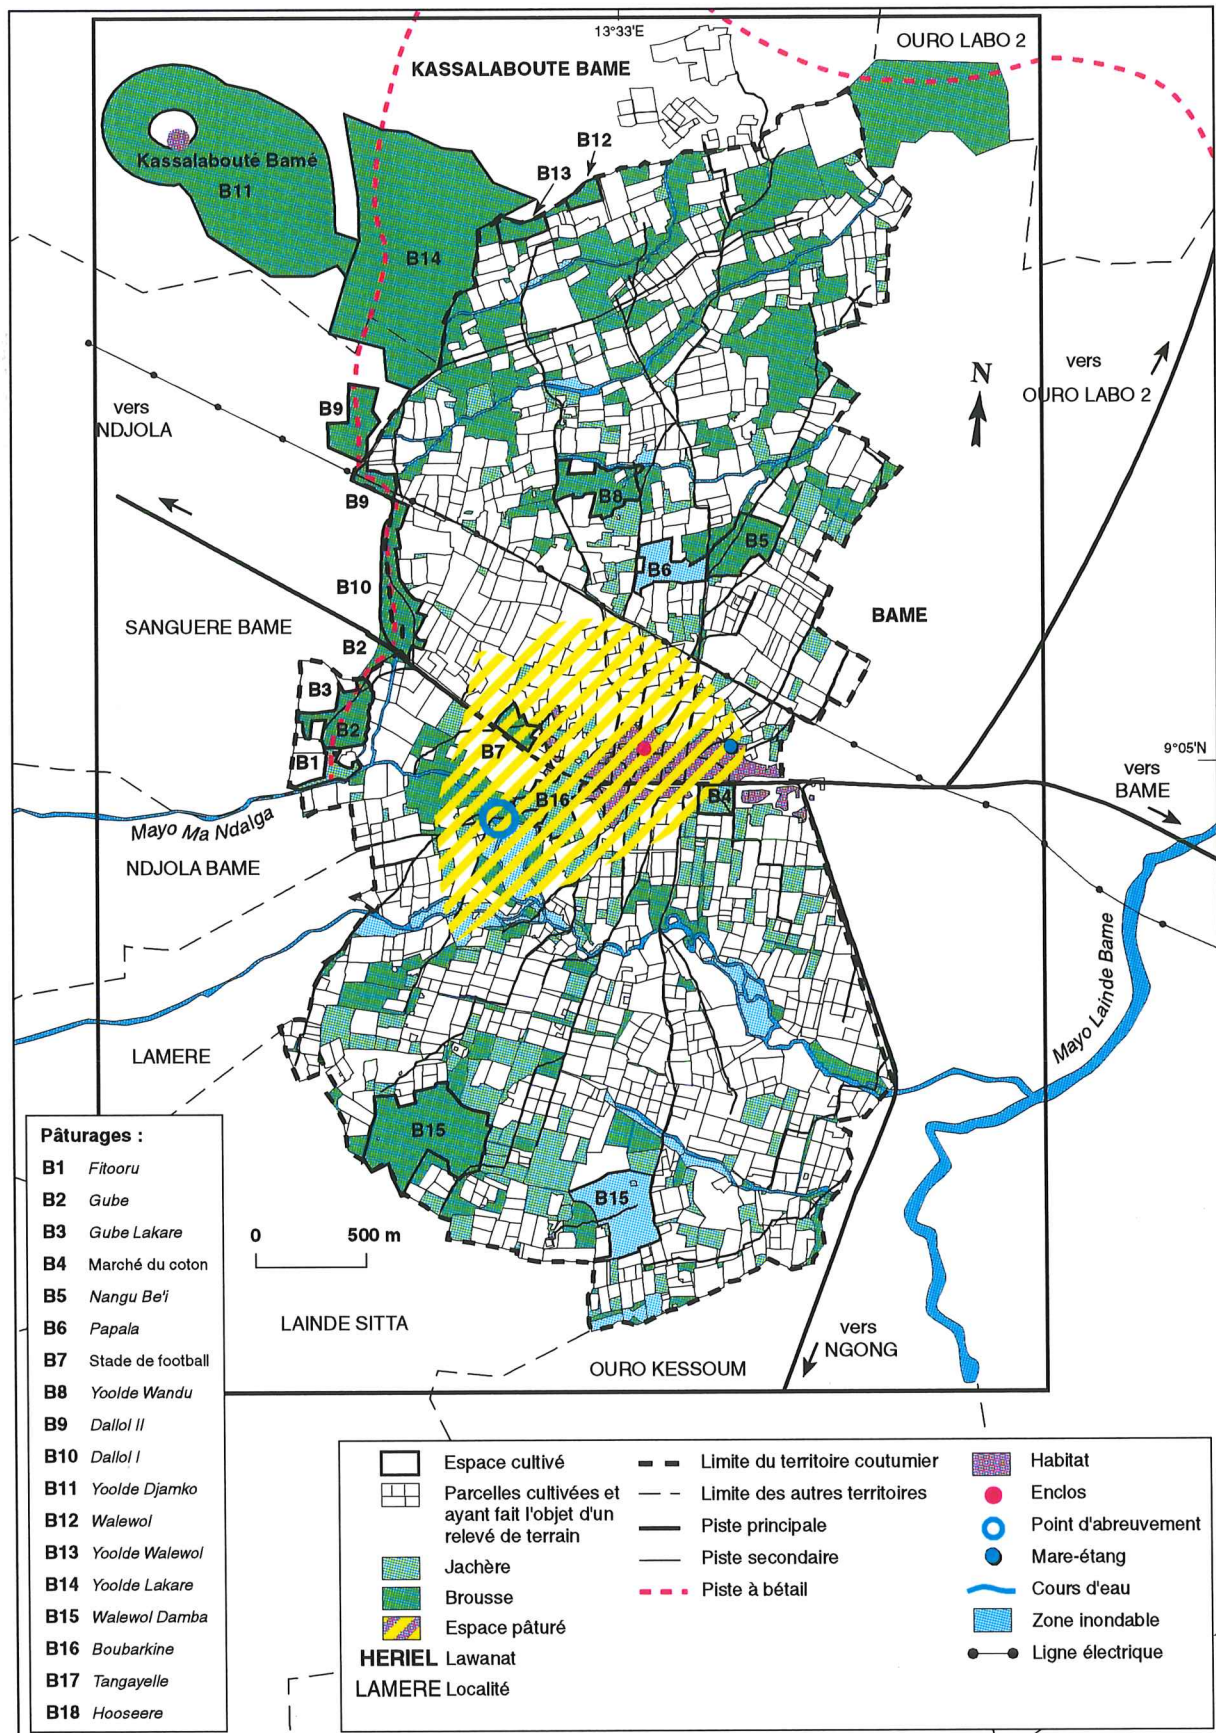 13°33'E
OURO LABO 2
KASSALABOUTE BAME
B12
B13
Kassalabouté Bamé
B11
B14
N
vers
OURO LABO 2
B9
vers
NDJOLA
B9
B8
B5
B6
B10
BAME
SANGUERE BAME
B2
B3
B2
B7
B1
9°05'N
vers
BAME
B16
B4
Mayo Ma Ndalga
NDJOLA BAME
Mayo Lainde Bame
LAMERE
B15
B15
0 500 m
LAINDE SITTA
vers
NGONG
OURO KESSOUM
Pâturages :
B1 Fitooru
B2 Gube
B3 Gube Lakare
B4 Marché du coton
B5 Nangu Be'i
B6 Papala
B7 Stade de football
B8 Yoolde Wandu
B9 Dallol II
B10 Dallol I
B11 Yoolde Djamko
B12 Walewol
B13 Yoolde Walewol
B14 Yoolde Lakare
B15 Walewol Damba
B16 Boubarkine
B17 Tangayelle
B18 Hooseere
Espace cultivé
Parcelles cultivées et
ayant fait l'objet d'un
relevé de terrain
Jachère
Brousse
Espace pâturé
HERIEL Lawanat
LAMERE Localité
Limite du territoire coutumier
Limite des autres territoires
Piste principale
Piste secondaire
Piste à bétail
Habitat
Enclos
Point d'abreuvement
Mare-étang
Cours d'eau
Zone inondable
Ligne électrique